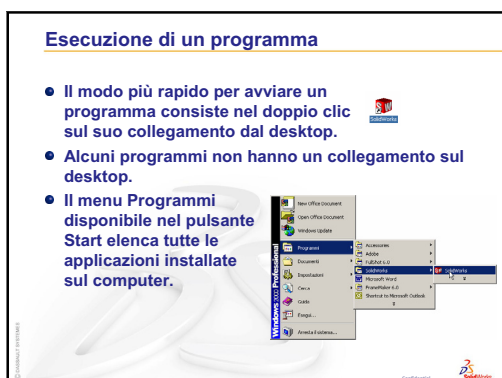 Esecuzione di un programma
Il modo più rapido per avviare un
programma consiste nel doppio clic
sul suo collegamento dal desktop.
SolidWorks
Alcuni programmi non hanno un collegamento sul
desktop.
Il menu Programmi
disponibile nel pulsante
Start elenca tutte le
applicazioni installate
sul computer.
New Office Document
Open Office Document
Windows Update
Programmi
Documenti
Impostazioni
Cerca
Guida
Esegui...
Arresta il sistema...
Windows 2000 Professional
Accessories
Adobe
FullShot 6.0
SolidWorks
Microsoft Word
FrameMaker 6.0
Shortcut to Microsoft Outlook
SolidWorks
© DASSAULT SYSTEMES
Confidential
SolidWorks